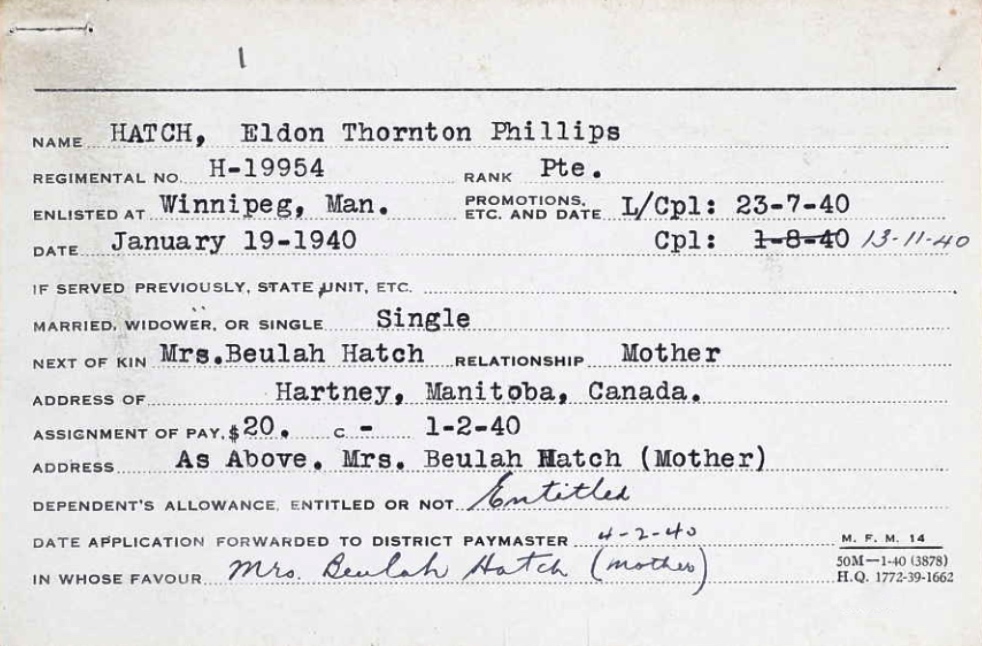 1
NAME HATCH, Eldon Thornton Phillips
REGIMENTAL NO. H-19954 RANK Pte.
ENLISTED AT Winnipeg, Man. PROMOTIONS, ETC. AND DATE L/Cpl: 23-7-40
DATE January 19-1940 Cpl: 1-8-40 13-11-40
IF SERVED PREVIOUSLY, STATE UNIT, ETC.
MARRIED, WIDOWER, OR SINGLE Single
NEXT OF KIN Mrs.Beulah Hatch RELATIONSHIP Mother
ADDRESS OF Hartney, Manitoba, Canada.
ASSIGNMENT OF PAY, $20. C - 1-2-40
ADDRESS As Above. Mrs. Beulah Hatch (Mother)
DEPENDENT'S ALLOWANCE, ENTITLED OR NOT Entitled
DATE APPLICATION FORWARDED TO DISTRICT PAYMASTER 4-2-40
IN WHOSE FAVOUR Mrs. Beulah Hatch (mother)
M. F. M. 14
50M—1-40 (3878)
H.Q. 1772-39-1662